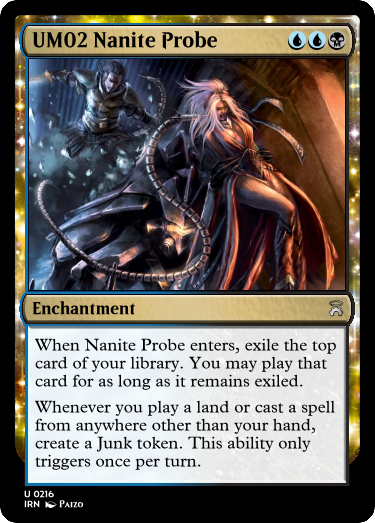 UM02 Nanite Probe
Enchantment
When Nanite Probe enters, exile the top
card of your library. You may play that
card for as long as it remains exiled.
Whenever you play a land or cast a spell
from anywhere other than your hand,
create a Junk token. This ability only
triggers once per turn.
U 0216
IRN Paizo